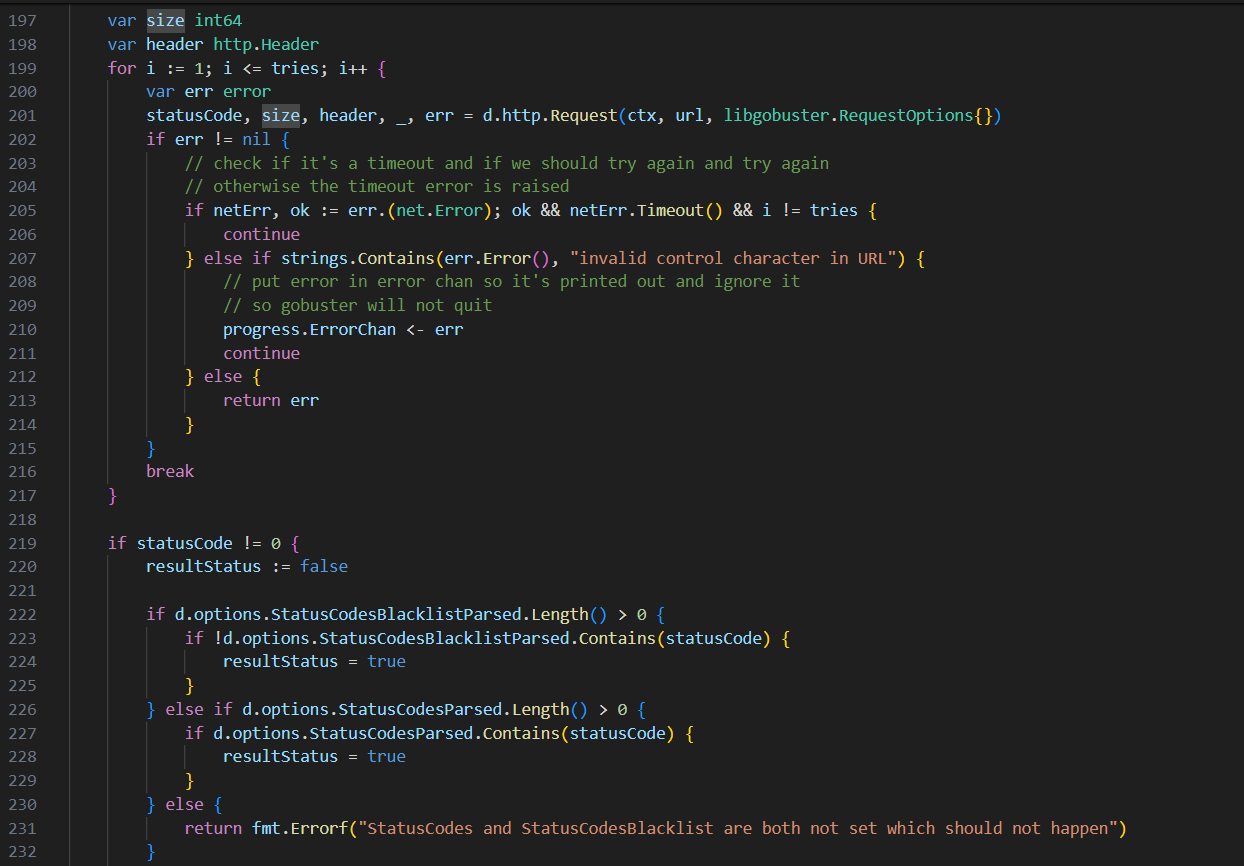 197 var size int64
198 var header http.Header
199 for i := 1; i <= tries; i++ {
200 var err error
201 statusCode, size, header, _, err = d.http.Request(ctx, url, libgobuster.RequestOptions{})
202 if err != nil {
203 // check if it's a timeout and if we should try again and try again
204 // otherwise the timeout error is raised
205 if netErr, ok := err.(net.Error); ok && netErr.Timeout() && i != tries {
206 continue
207 } else if strings.Contains(err.Error(), "invalid control character in URL") {
208 // put error in error chan so it's printed out and ignore it
209 // so gobuster will not quit
210 progress.ErrorChan <- err
211 continue
212 } else {
213 return err
214 }
215 }
216 break
217 }
218
219 if statusCode != 0 {
220 resultStatus := false
221
222 if d.options.StatusCodesBlacklistParsed.Length() > 0 {
223 if !d.options.StatusCodesBlacklistParsed.Contains(statusCode) {
224 resultStatus = true
225 }
226 } else if d.options.StatusCodesParsed.Length() > 0 {
227 if d.options.StatusCodesParsed.Contains(statusCode) {
228 resultStatus = true
229 }
230 } else {
231 return fmt.Errorf("StatusCodes and StatusCodesBlacklist are both not set which should not happen")
232 }